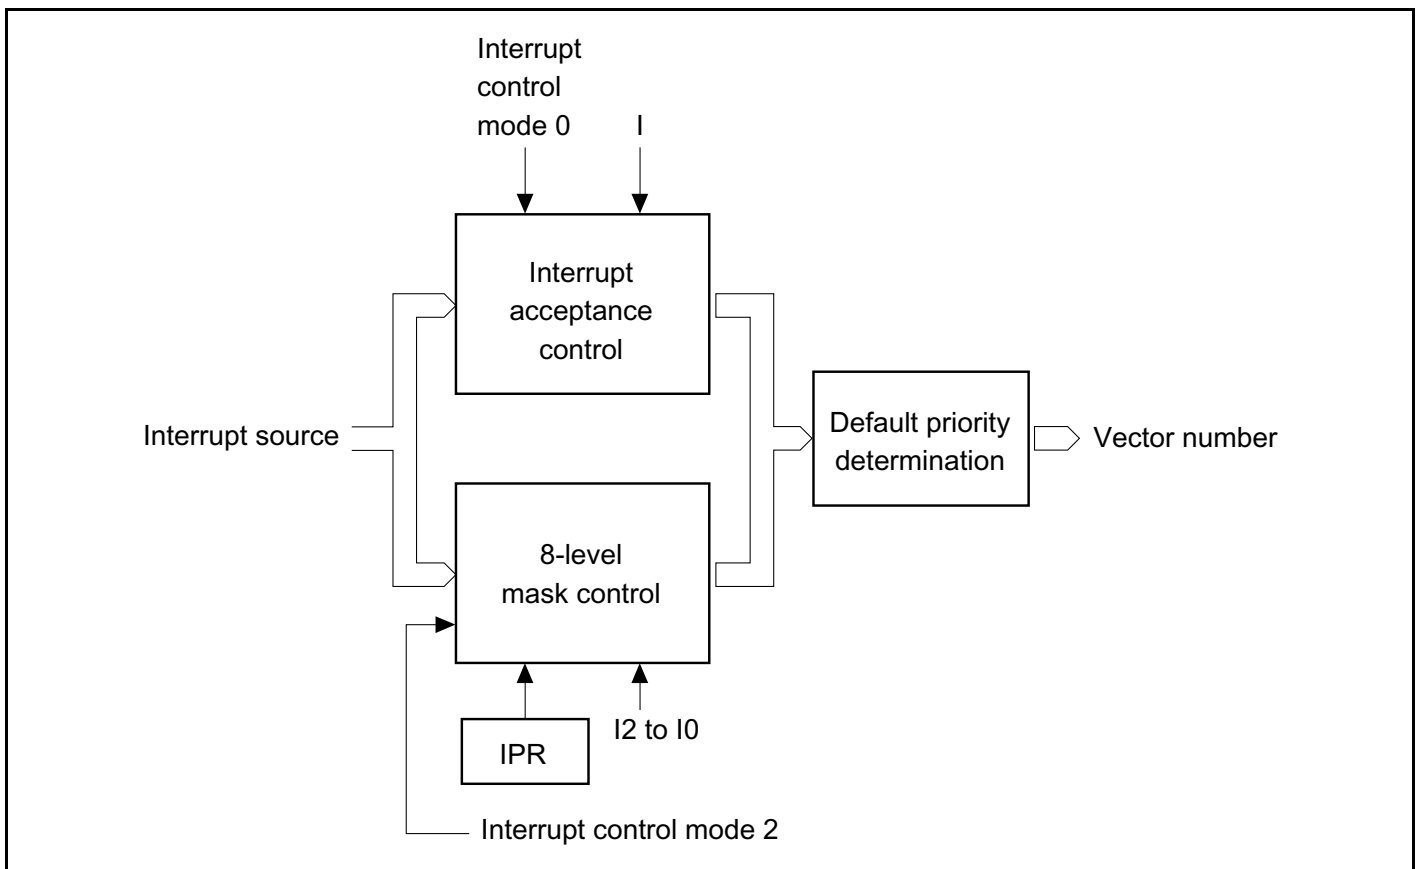 Interrupt
control
mode 0
I
Interrupt
acceptance
control
Interrupt source
Default priority
determination
Vector number
8-level
mask control
IPR
I2 to I0
Interrupt control mode 2